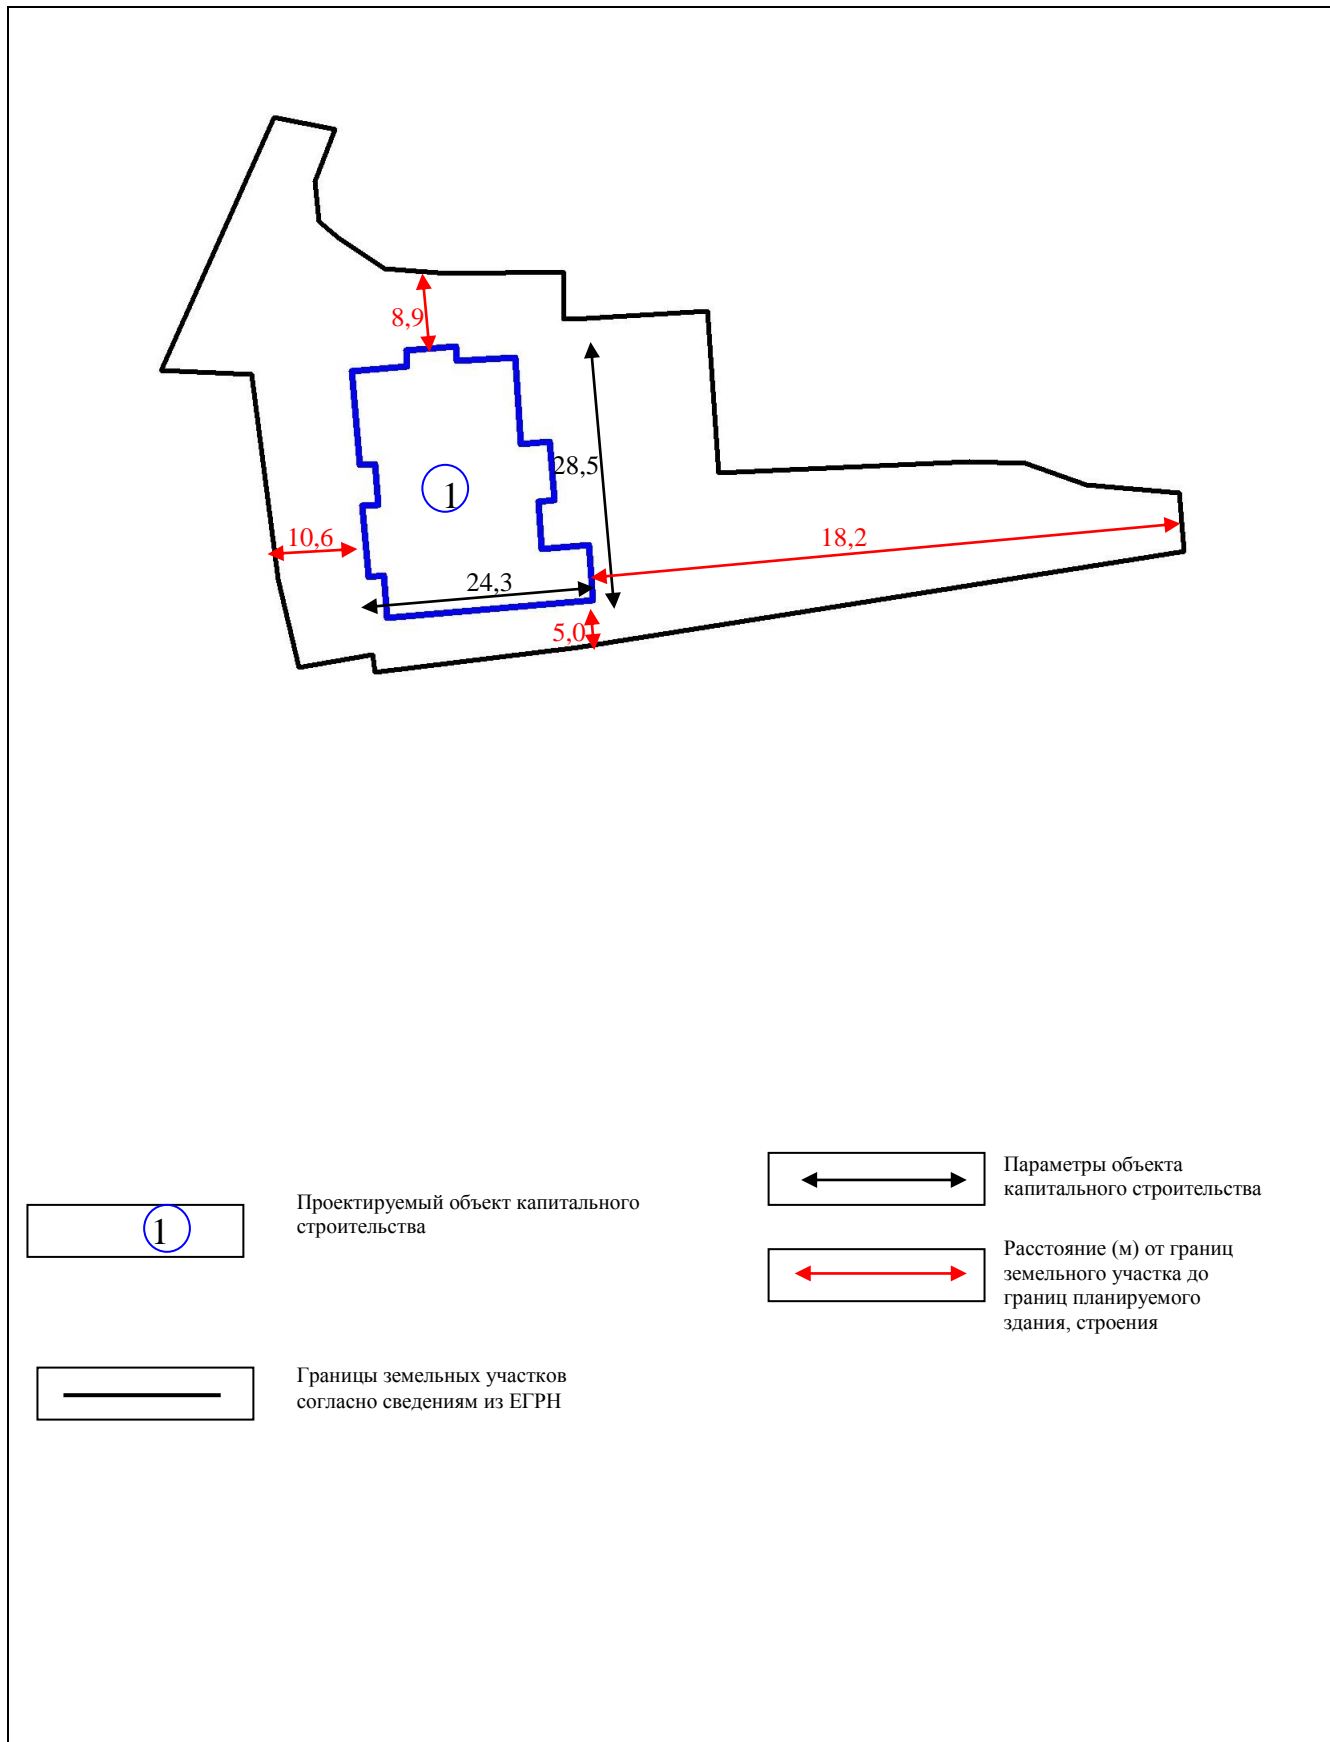 8,9
28,5
1
10,6
18,2
24,3
5,0
1
Проектируемый объект капитального
строительства
Параметры объекта
капитального строительства
Расстояние (м) от границ
земельного участка до
границ планируемого
здания, строения
Границы земельных участков
согласно сведениям из ЕГРН